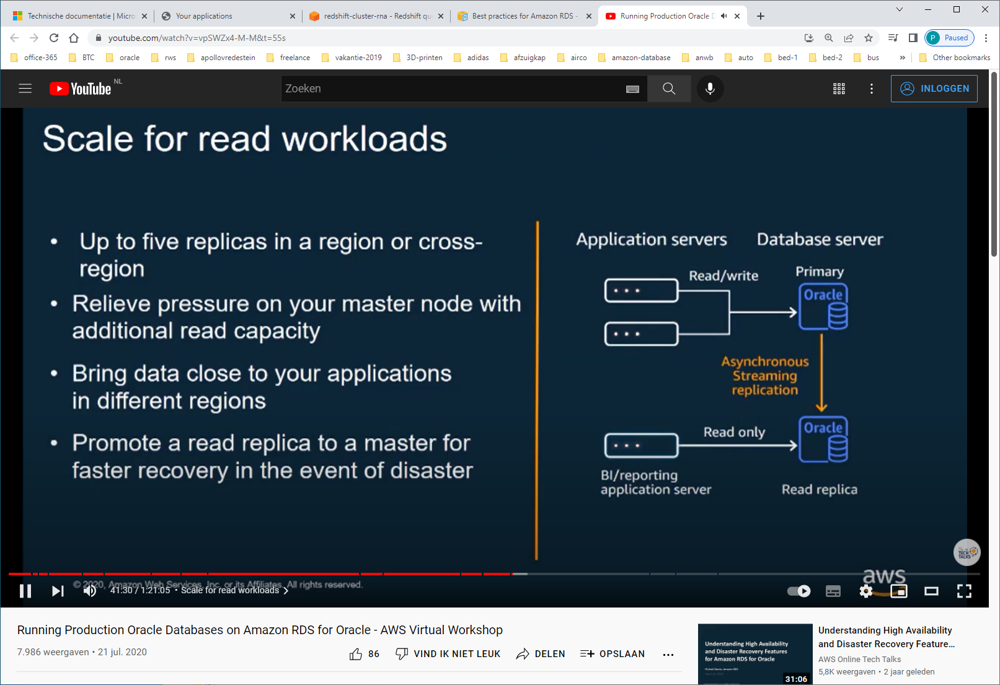 Technische documentatie | Micro
Your applications
redshift-cluster-rna - Redshift qu
Best practices for Amazon RDS -
Running Production Oracle D
youtube.com/watch?v=vpSWZx4-M-M&t=55s
P Paused
office-365 BTC oracle rws apollovredestein freelance vakantie-2019 3D-printen adidas afzuigkap airco amazon-database anwb auto bed-1 bed-2 bus » Other bookmarks
YouTube NL
Zoeken
INLOGGEN
Scale for read workloads
• Up to five replicas in a region or cross-
region
• Relieve pressure on your master node with
additional read capacity
• Bring data close to your applications
in different regions
• Promote a read replica to a master for
faster recovery in the event of disaster
Application servers
Database server
Read/write
Primary
Oracle
Asynchronous
Streaming
replication
Read only
Oracle
BI/reporting
application server
Read replica
TECH
TALKS
aws
© 2020, Amazon Web Services, Inc. or its Affiliates. All rights reserved.
41:30 / 1:21:05 • Scale for read workloads
Running Production Oracle Databases on Amazon RDS for Oracle - AWS Virtual Workshop
7.986 weergaven • 21 jul. 2020
86
VIND IK NIET LEUK
DELEN
OPSLAAN
Understanding High Availability
and Disaster Recovery Features
for Amazon RDS for Oracle
31:06
Understanding High Availability
and Disaster Recovery Feature...
AWS Online Tech Talks
5,8K weergaven • 2 jaar geleden